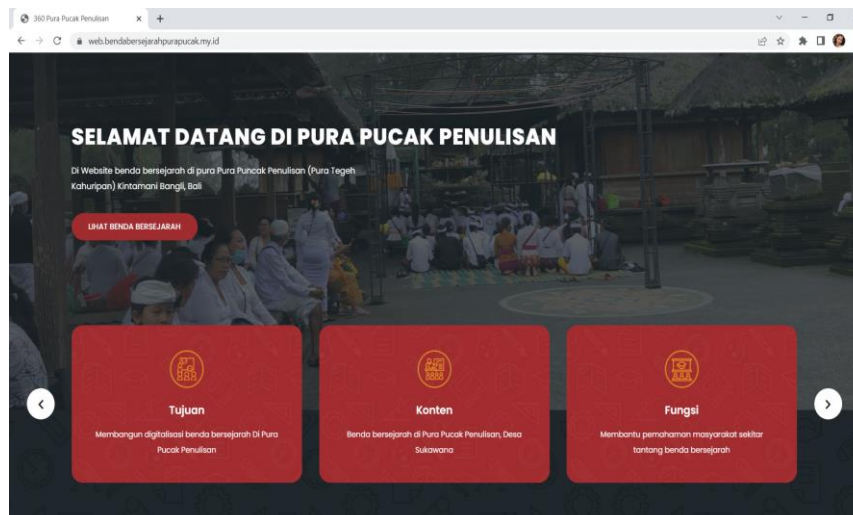 360 Pura Pucak Penulisan
web.bendabersejarahpurapucak.my.id
SELAMAT DATANG DI PURA PUCAK PENULISAN
Di Website benda bersejarah di pura Pura Puncak Penulisan (Pura Tegeh
Kahuripan) Kintamani Bangli, Bali
LIHAT BENDA BERSEJARAH
Tujuan
Membangun digitalisasi benda bersejarah Di Pura
Pucak Penulisan
Konten
Benda bersejarah di Pura Pucak Penulisan, Desa
Sukawana
Fungsi
Membantu pemahaman masyarakat sekitar
tantang benda bersejarah